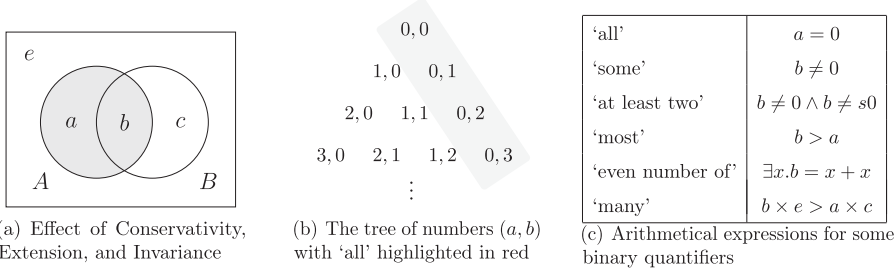 e
a
b
c
A
B
(a) Effect of Conservativity,
Extension, and Invariance
0, 0
1, 0 0, 1
2, 0 1, 1 0, 2
3, 0 2, 1 1, 2 0, 3
⋮
(b) The tree of numbers (a, b)
with ‘all’ highlighted in red
‘all’ a = 0
‘some’ b ≠ 0
‘at least two’ b ≠ 0 ∧ b ≠ s0
‘most’ b > a
‘even number of’ ∃x.b = x + x
‘many’ b × e > a × c
(c) Arithmetical expressions for some
binary quantifiers